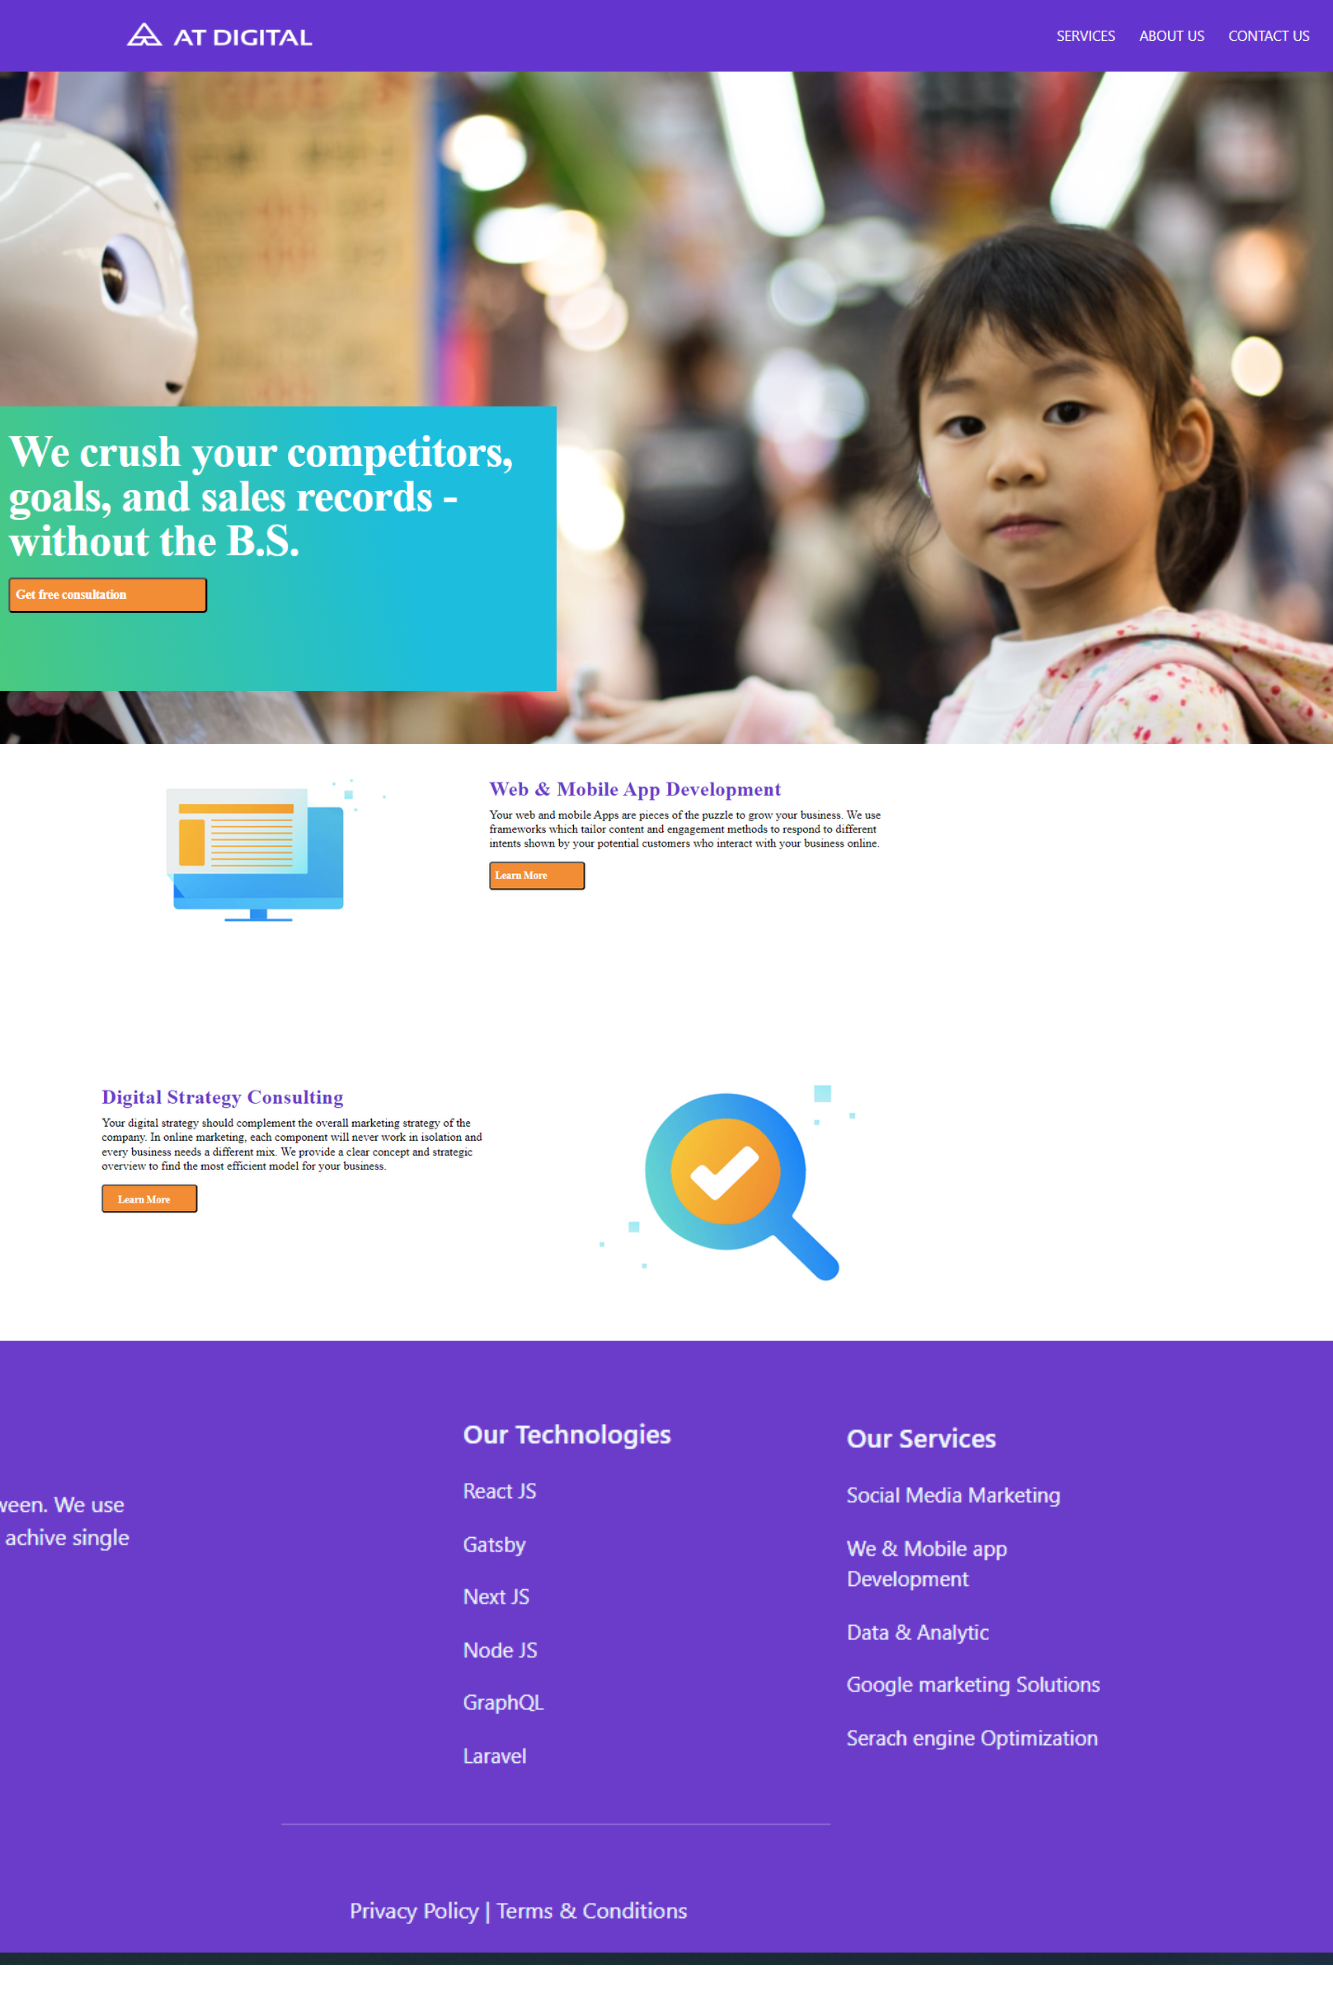 AT DIGITAL
SERVICES ABOUT US CONTACT US
We crush your competitors,
goals, and sales records -
without the B.S.
Get free consultation
Web & Mobile App Development
Your web and mobile Apps are pieces of the puzzle to grow your business. We use
frameworks which tailor content and engagement methods to respond to different
intents shown by your potential customers who interact with your business online.
Learn More
Digital Strategy Consulting
Your digital strategy should complement the overall marketing strategy of the
company. In online marketing, each component will never work in isolation and
every business needs a different mix. We provide a clear concept and strategic
overview to find the most efficient model for your business.
Learn More
ween. We use
achive single
Our Technologies
React JS
Gatsby
Next JS
Node JS
GraphQL
Laravel
Our Services
Social Media Marketing
We & Mobile app
Development
Data & Analytic
Google marketing Solutions
Serach engine Optimization
Privacy Policy | Terms & Conditions